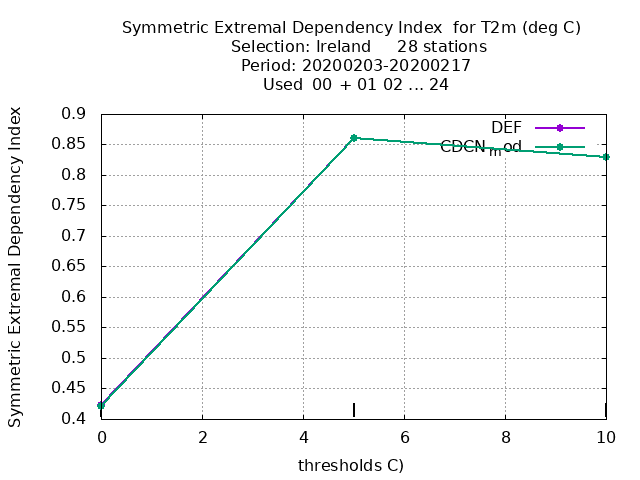 Symmetric Extremal Dependency Index for T2m (deg C)
Selection: Ireland 28 stations
Period: 20200203-20200217
Used 00 + 01 02 ... 24
Symmetric Extremal Dependency Index
0.9
0.85
0.8
0.75
0.7
0.65
0.6
0.55
0.5
0.45
0.4
DEF
CDCNmod
0 2 4 6 8 10
thresholds C)